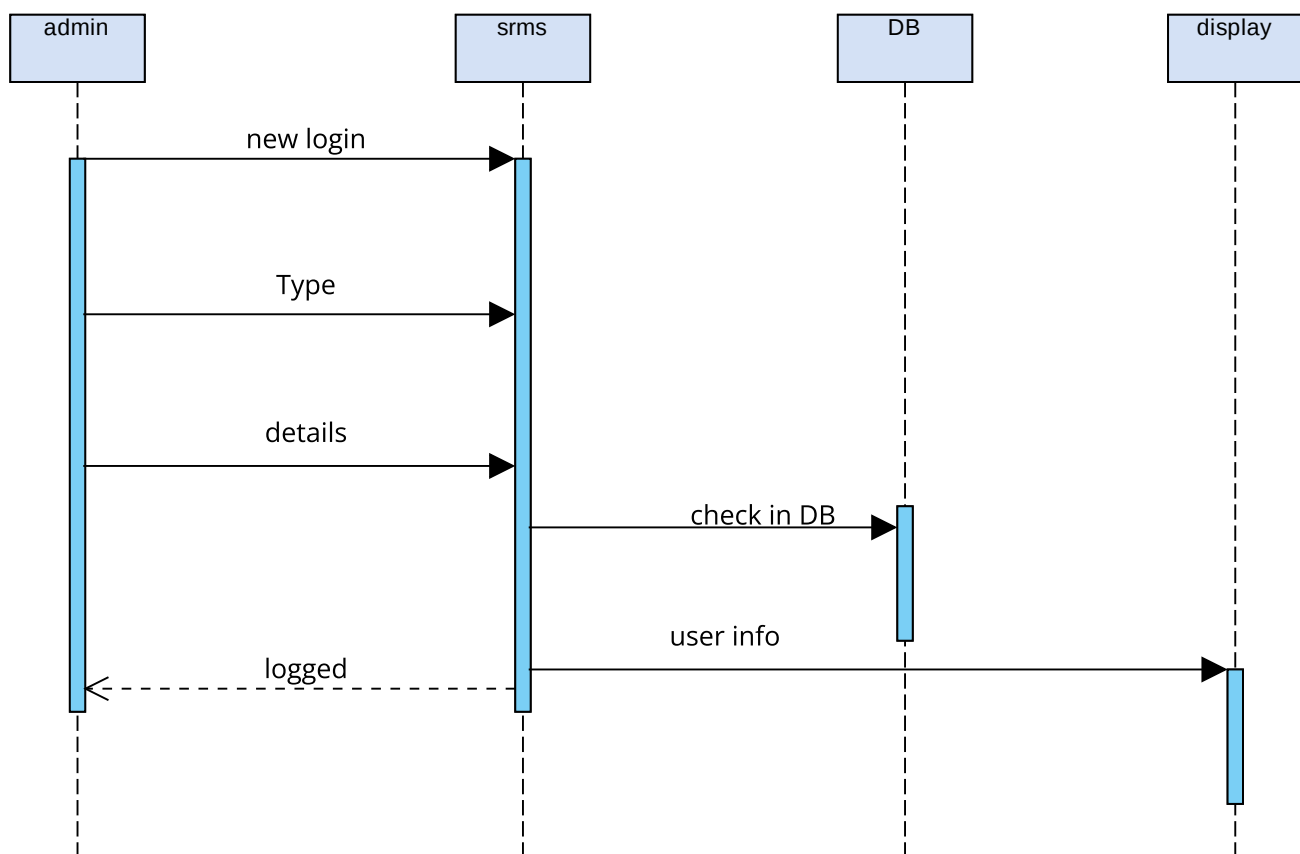 admin
srms
DB
display
new login
Type
details
check in DB
user info
logged